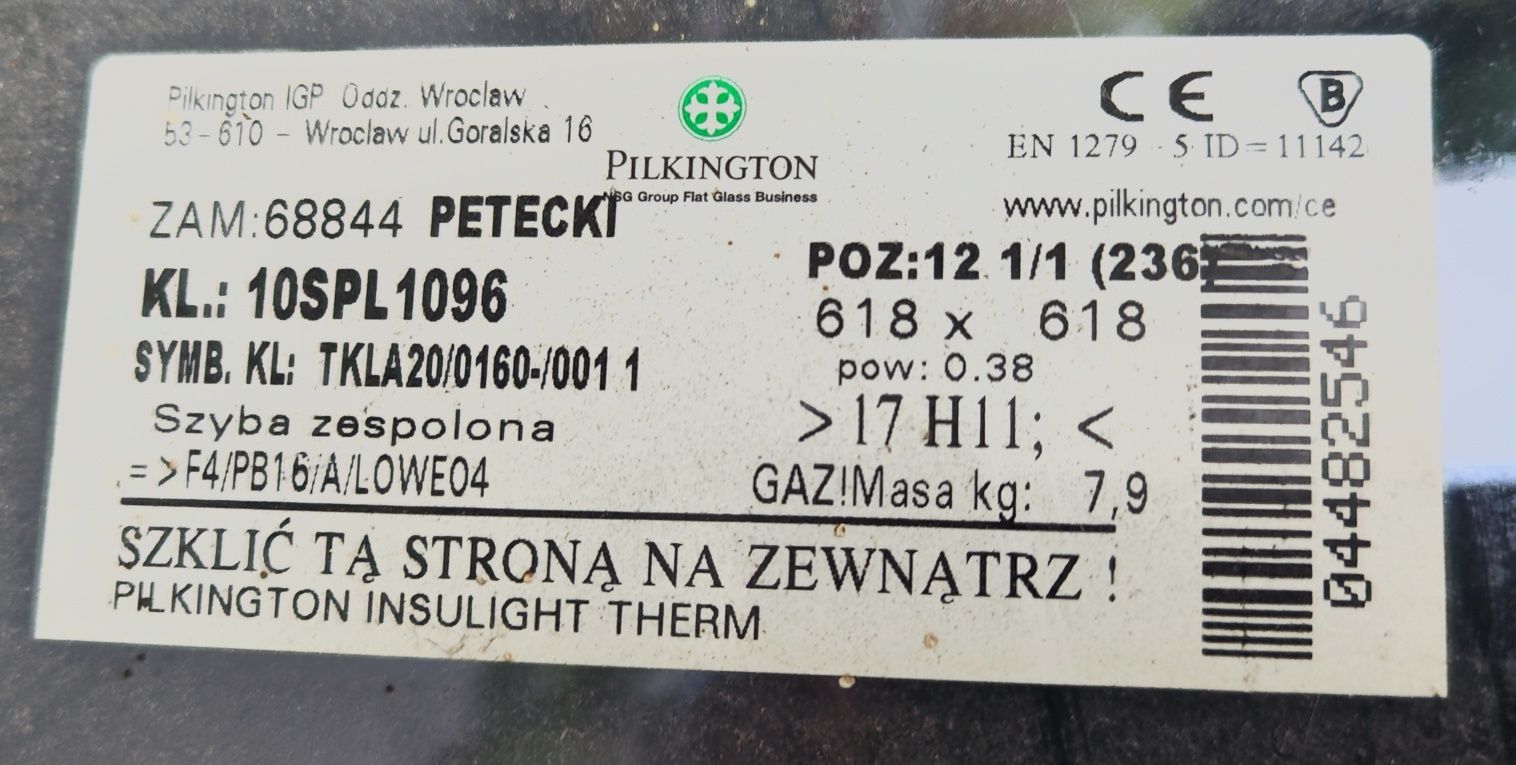 Pilkington IGP Oddz. Wroclaw
53-610 - Wroclaw ul.Goralska 16
PILKINGTON
NSG Group Flat Glass Business
CE B
EN 1279 - 5 ID=11142
www.pilkington.com/ce
ZAM:68844 PETECKI
POZ:12 1/1 (236)
KL.: 10SPL1096
618 x 618
SYMB. KL: TKLA20/0160-/001 1
pow: 0.38
Szyba zespolona
>17 H11; <
=>F4/PB16/A/LOWE04
GAZ!Masa kg: 7,9
SZKLIĆ TĄ STRONĄ NA ZEWNĄTRZ !
PILKINGTON INSULIGHT THERM
0444825546